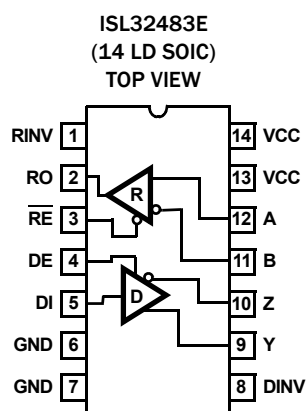 ISL32483E
(14 LD SOIC)
TOP VIEW
RINV 1
14 VCC
RO 2
13 VCC
R
RE 3
12 A
DE 4
11 B
DI 5
10 Z
D
GND 6
9 Y
GND 7
8 DINV